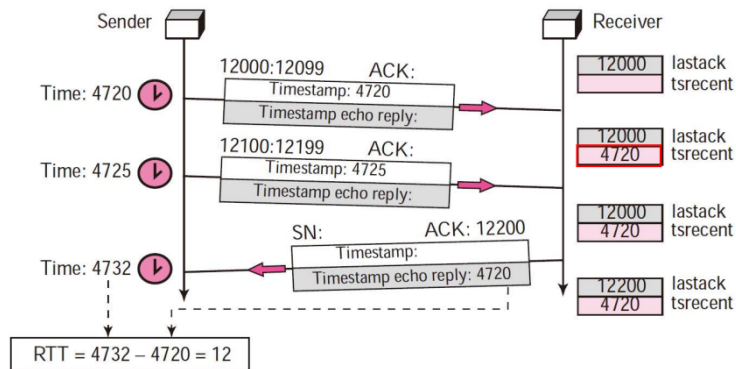 Sender
Receiver
12000:12099 ACK:
12000 lastack
tsrecent
Time: 4720
Timestamp: 4720
Timestamp echo reply:
12000 lastack
4720 tsrecent
12100:12199 ACK:
Time: 4725
Timestamp: 4725
Timestamp echo reply:
12000 lastack
4720 tsrecent
SN: ACK: 12200
Time: 4732
Timestamp:
Timestamp echo reply: 4720
12200 lastack
4720 tsrecent
RTT = 4732 – 4720 = 12